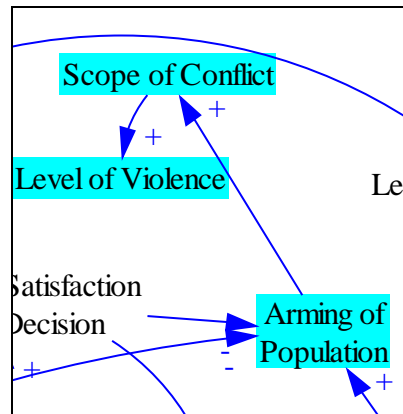 Scope of Conflict
+
+
Level of Violence
Le
Satisfaction
Decision
Arming of
Population
-
-
+
+